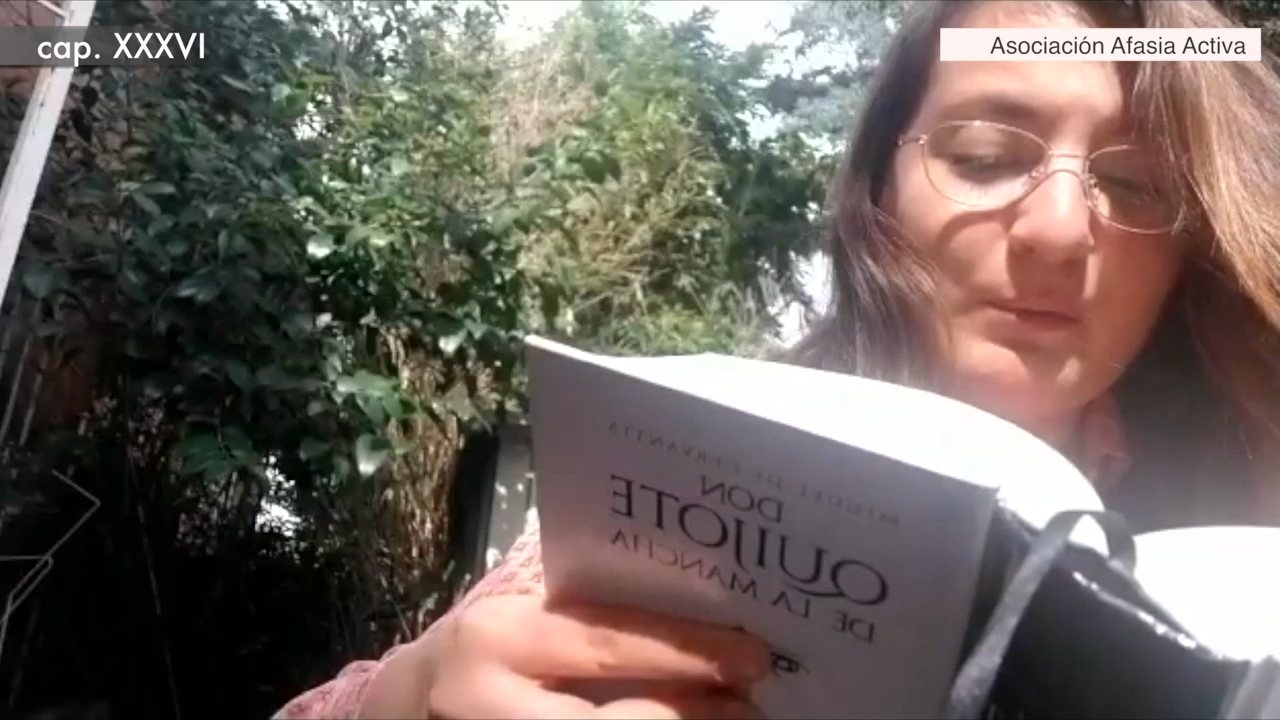 cap. XXXVI
Asociación Afasia Activa
MIGUEL DE CERVANTES
DON
QUIJOTE
DE LA MANCHA